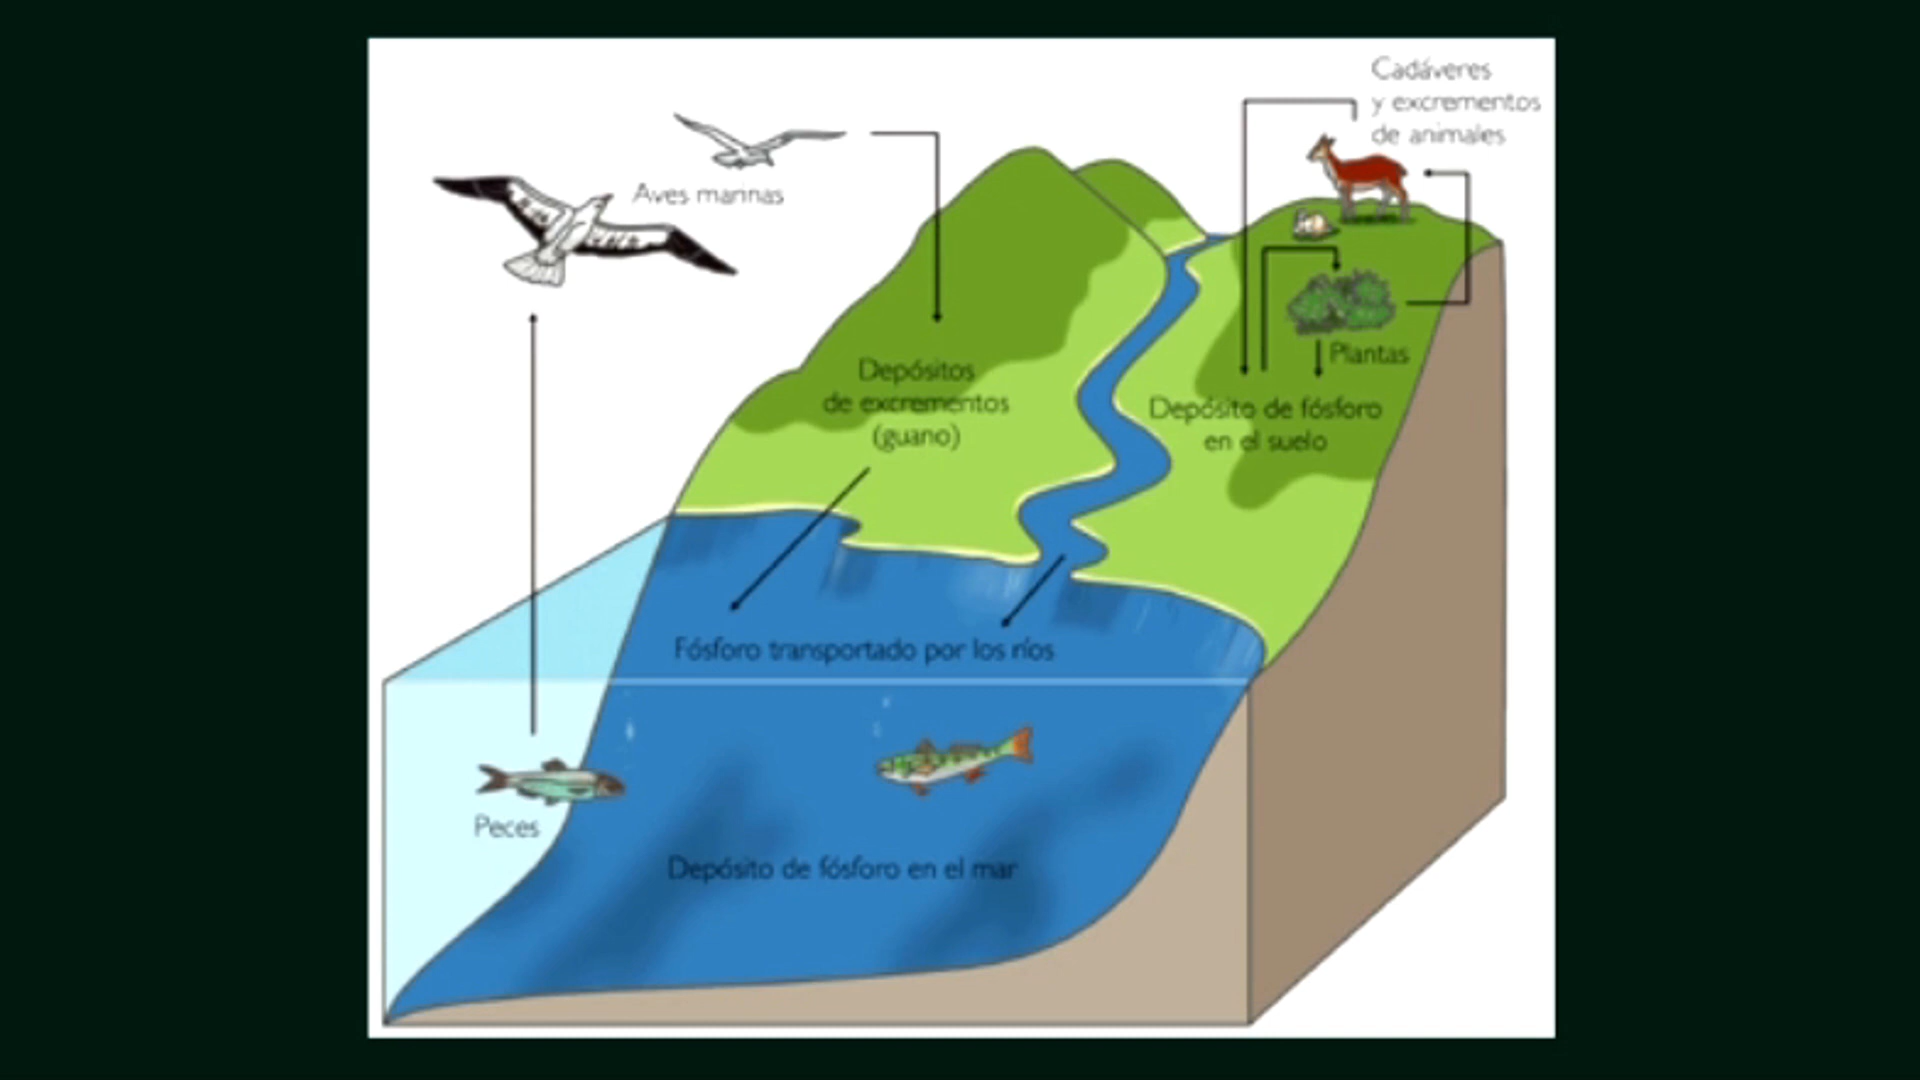 Cadáveres
y excrementos
de animales
Aves marinas
Plantas
Depósitos
de excrementos
(guano)
Depósito de fósforo
en el suelo
Fósforo transportado por los ríos
Peces
Depósito de fósforo en el mar